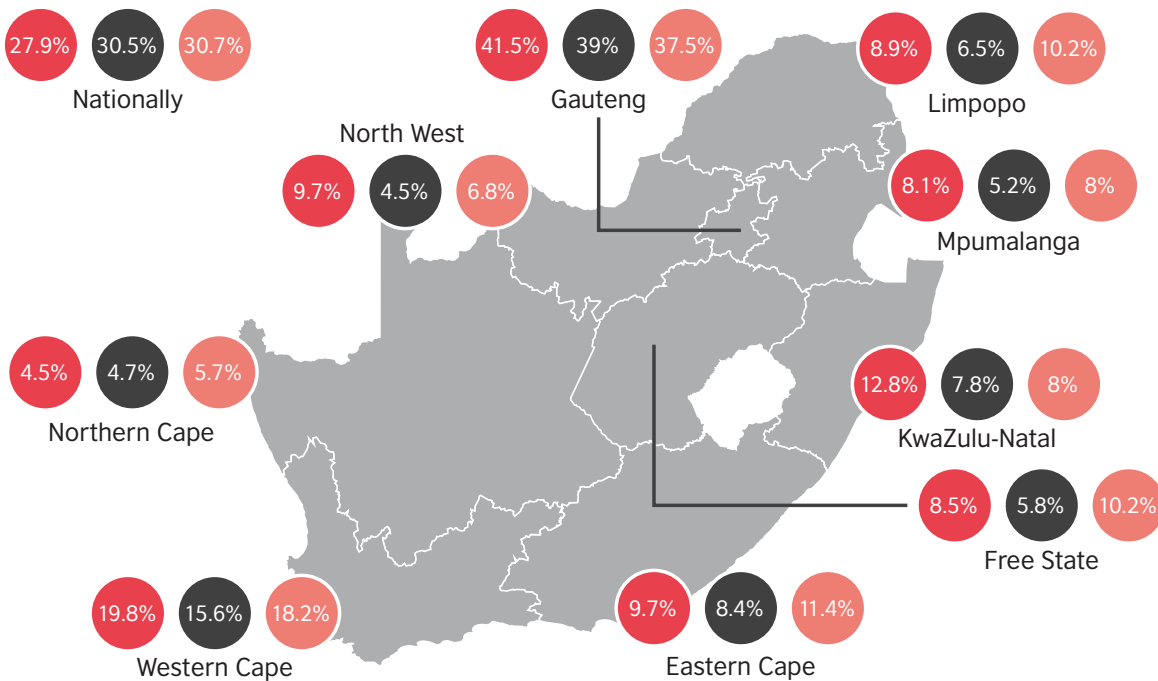 27.9% 30.5% 30.7%
Nationally
41.5% 39% 37.5%
Gauteng
8.9% 6.5% 10.2%
Limpopo
North West
9.7% 4.5% 6.8%
8.1% 5.2% 8%
Mpumalanga
4.5% 4.7% 5.7%
Northern Cape
12.8% 7.8% 8%
KwaZulu-Natal
8.5% 5.8% 10.2%
Free State
19.8% 15.6% 18.2%
Western Cape
9.7% 8.4% 11.4%
Eastern Cape